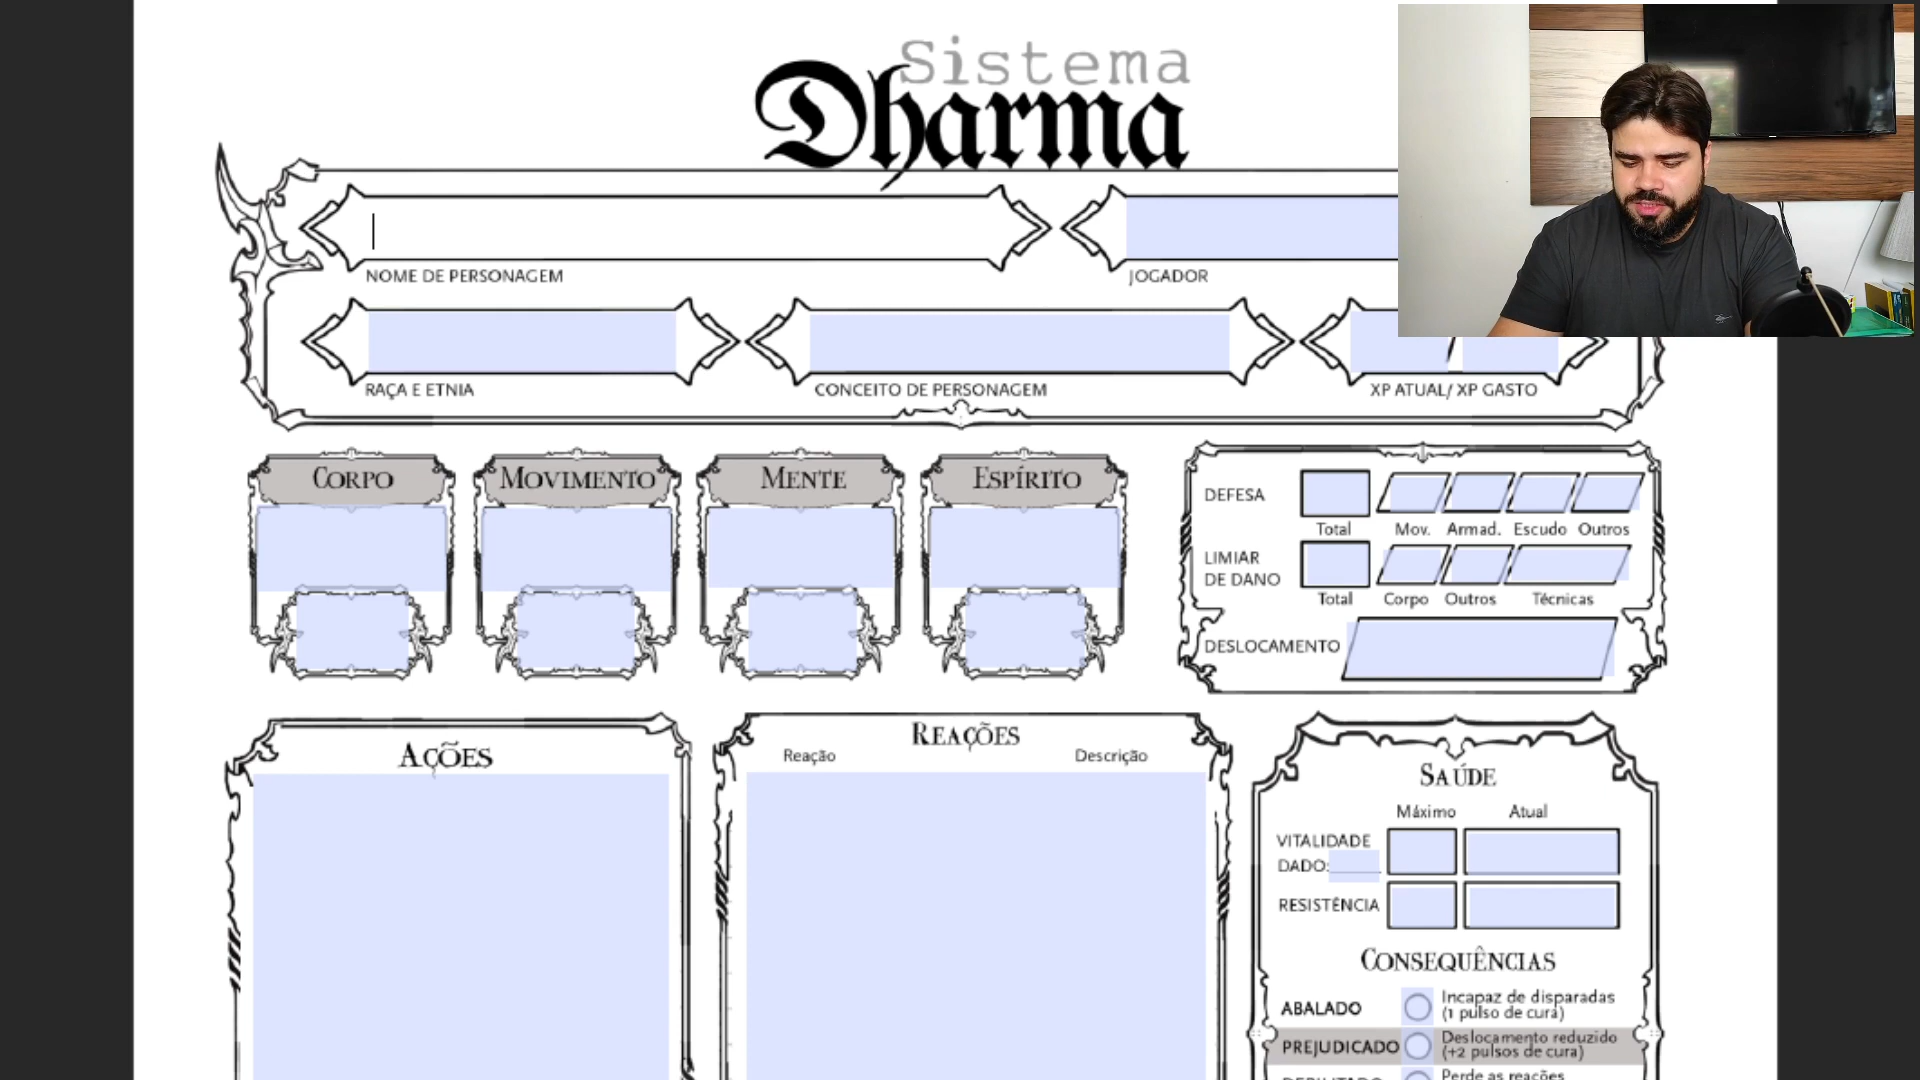 Sistema
Dharma
NOME DE PERSONAGEM
JOGADOR
RAÇA E ETNIA
CONCEITO DE PERSONAGEM
XP ATUAL/ XP GASTO
CORPO
MOVIMENTO
MENTE
ESPÍRITO
DEFESA
Total
Mov.
Armad.
Escudo
Outros
LIMIAR
DE DANO
Total
Corpo
Outros
Técnicas
DESLOCAMENTO
AÇÕES
REAÇÕES
Reação
Descrição
SAÚDE
Máximo
Atual
VITALIDADE
DADO:
RESISTÊNCIA
CONSEQUÊNCIAS
ABALADO
Incapaz de disparadas
(1 pulso de cura)
PREJUDICADO
Deslocamento reduzido
(+2 pulsos de cura)
DEBILITADO
Perde as reações